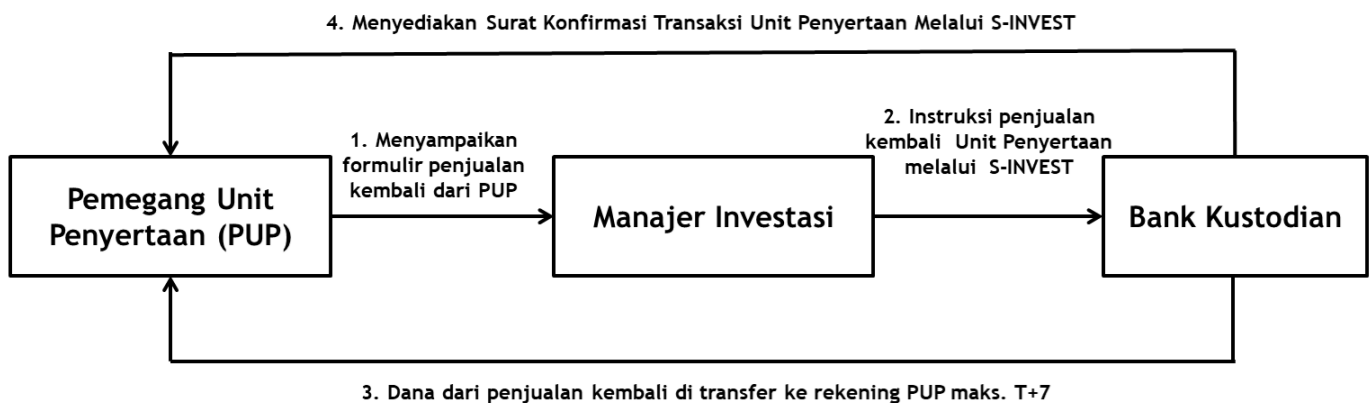 4. Menyediakan Surat Konfirmasi Transaksi Unit Penyertaan Melalui S-INVEST
1. Menyampaikan
formulir penjualan
kembali dari PUP
2. Instruksi penjualan
kembali Unit Penyertaan
melalui S-INVEST
Pemegang Unit
Penyertaan (PUP)
Manajer Investasi
Bank Kustodian
3. Dana dari penjualan kembali di transfer ke rekening PUP maks. T+7